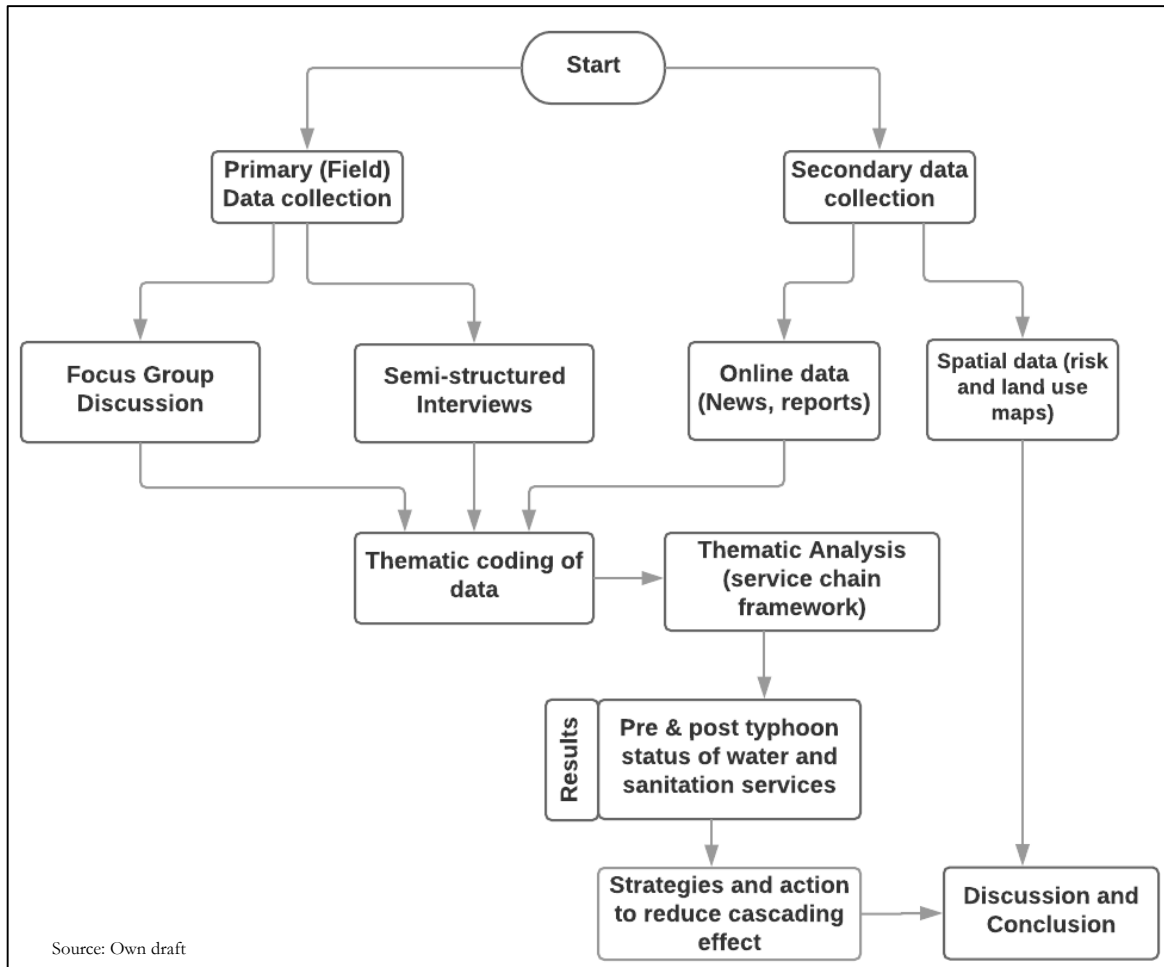 Start
Primary (Field)
Data collection
Secondary data
collection
Focus Group
Discussion
Semi-structured
Interviews
Online data
(News, reports)
Spatial data (risk
and land use
maps)
Thematic coding of
data
Thematic Analysis
(service chain
framework)
Results
Pre & post typhoon
status of water and
sanitation services
Strategies and action
to reduce cascading
effect
Discussion and
Conclusion
Source: Own draft